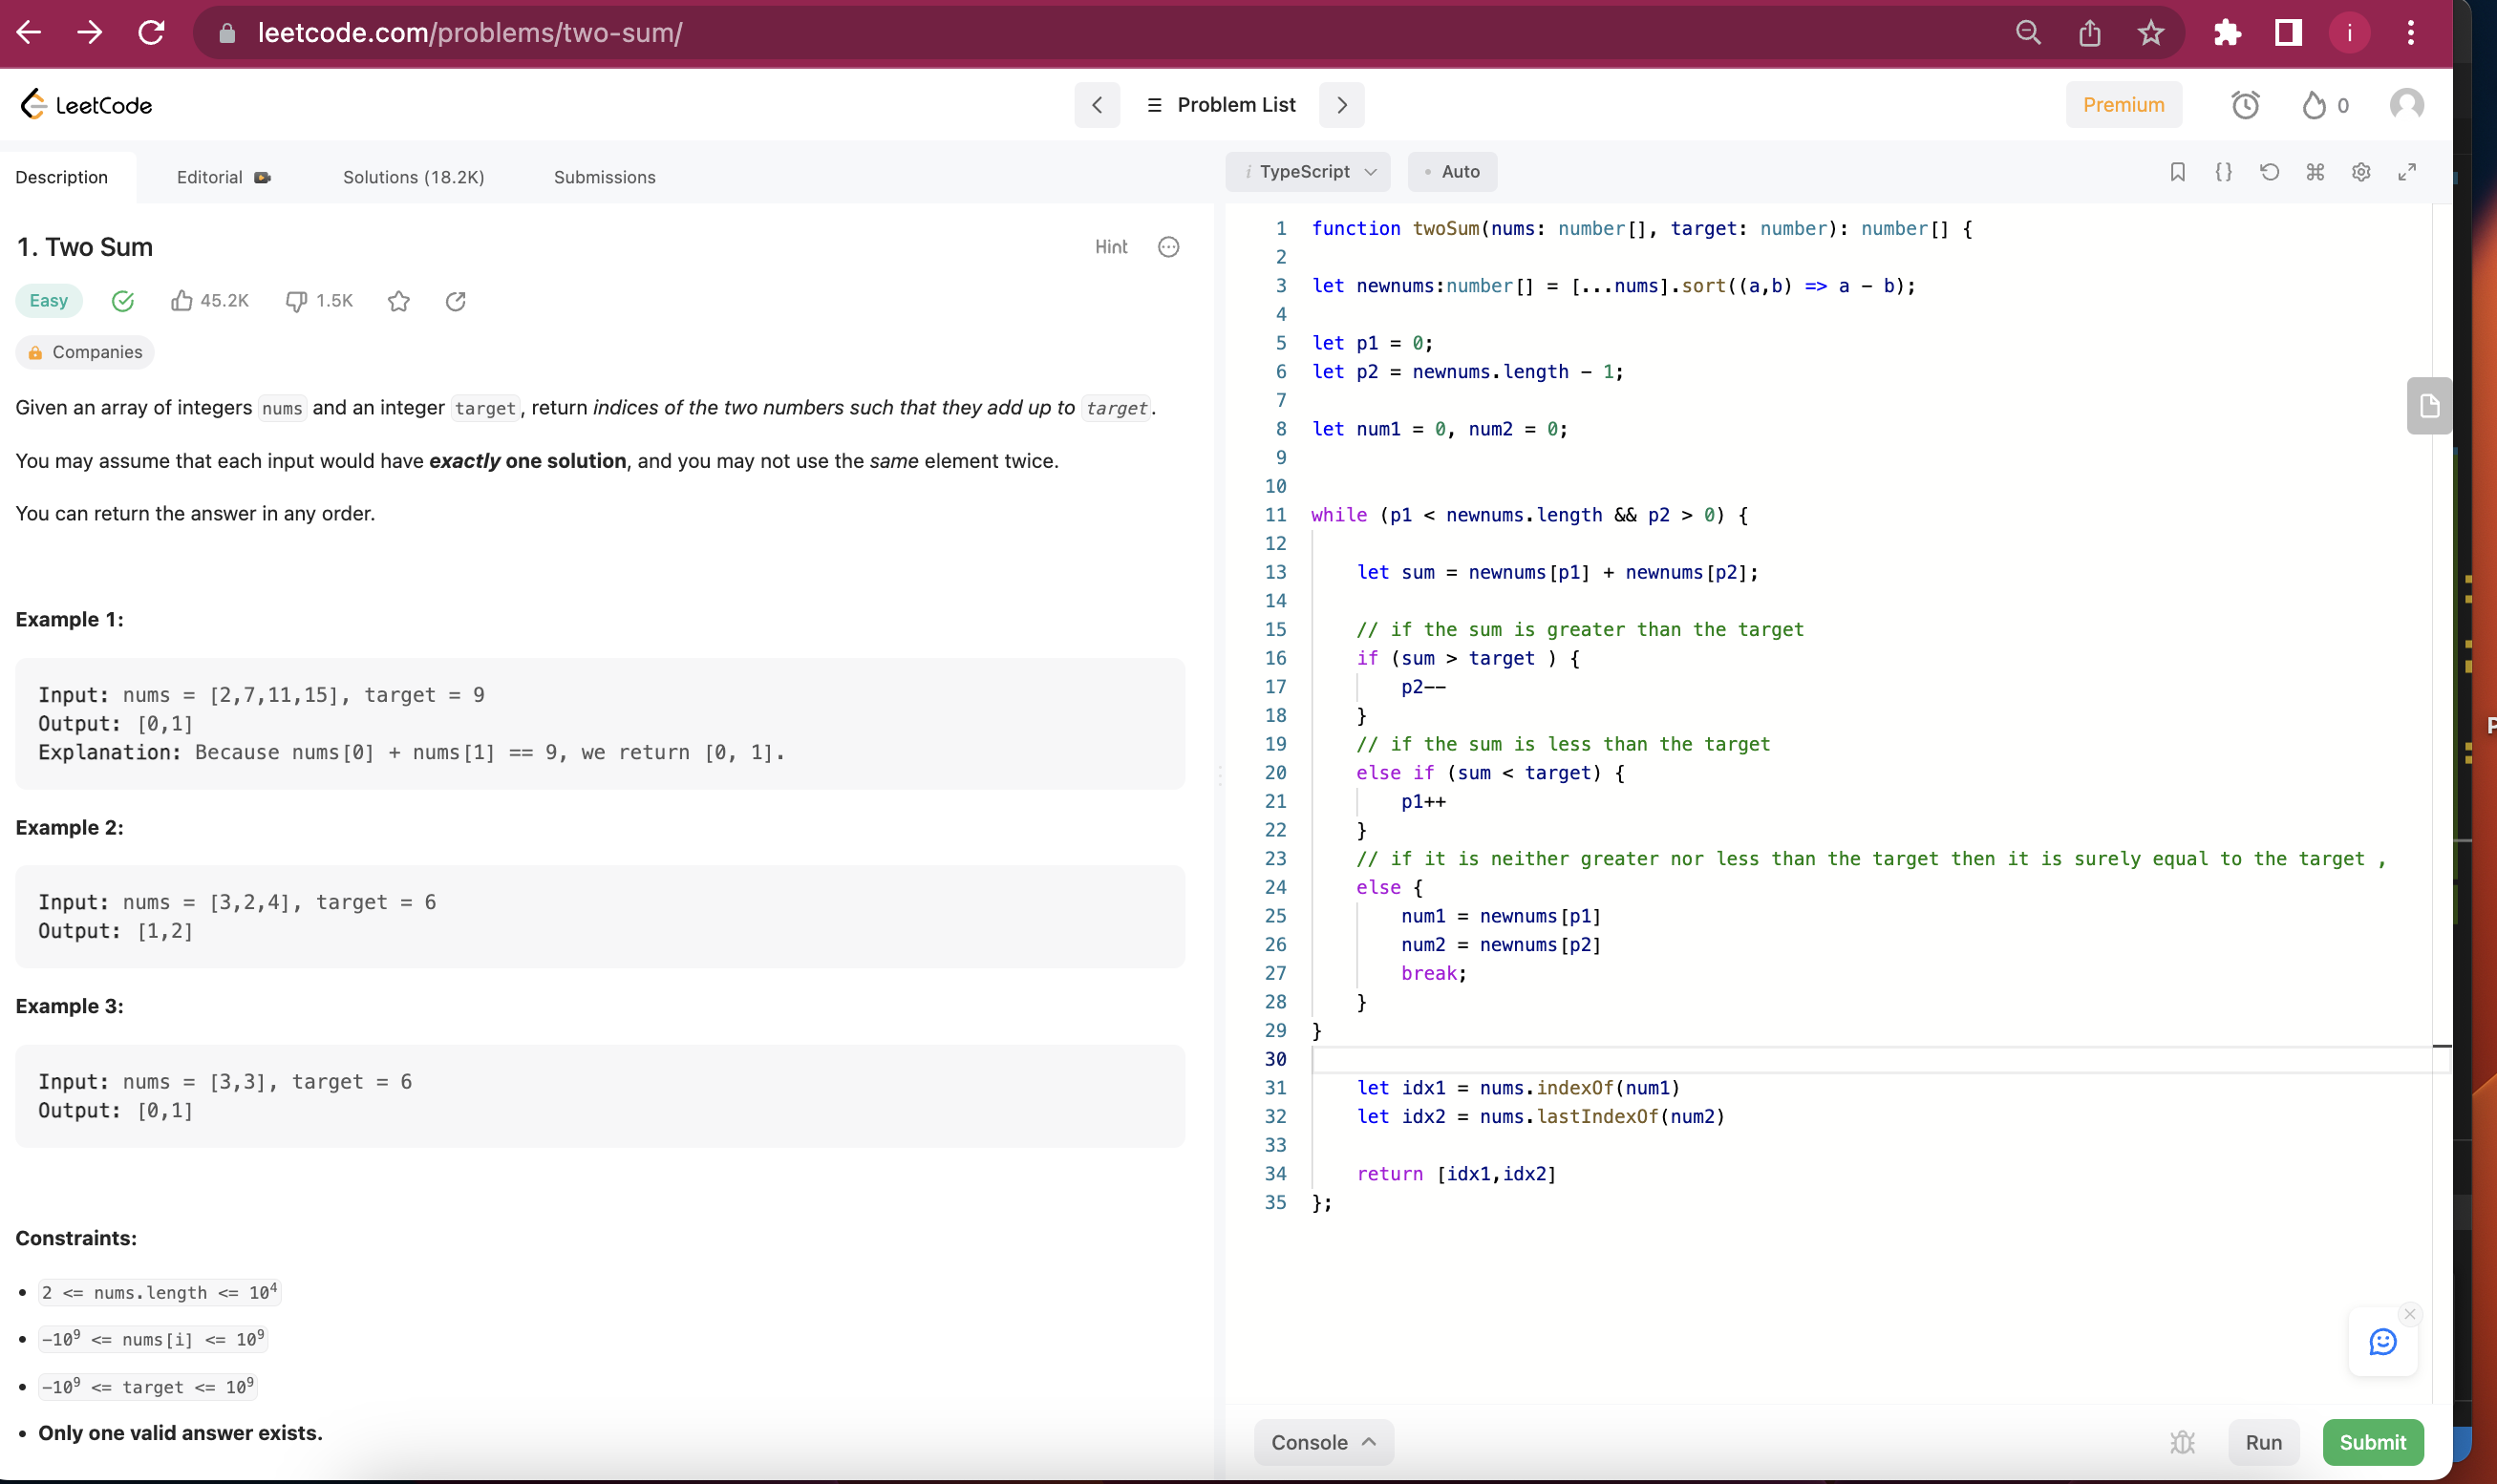 leetcode.com/problems/two-sum/
i
LeetCode
Problem List
Premium
0
Description
Editorial
Solutions (18.2K)
Submissions
1. Two Sum
Hint
Easy
45.2K
1.5K
Companies
Given an array of integers nums and an integer target, return indices of the two numbers such that they add up to target.
You may assume that each input would have exactly one solution, and you may not use the same element twice.
You can return the answer in any order.
Example 1:
Input: nums = [2,7,11,15], target = 9
Output: [0,1]
Explanation: Because nums[0] + nums[1] == 9, we return [0, 1].
Example 2:
Input: nums = [3,2,4], target = 6
Output: [1,2]
Example 3:
Input: nums = [3,3], target = 6
Output: [0,1]
Constraints:
• 2 <= nums.length <= 10⁴
• -10⁹ <= nums[i] <= 10⁹
• -10⁹ <= target <= 10⁹
• Only one valid answer exists.
i TypeScript
• Auto
{}
1 function twoSum(nums: number[], target: number): number[] {
2
3 let newnums:number[] = [...nums].sort((a,b) => a - b);
4
5 let p1 = 0;
6 let p2 = newnums.length - 1;
7
8 let num1 = 0, num2 = 0;
9
10
11 while (p1 < newnums.length && p2 > 0) {
12
13     let sum = newnums[p1] + newnums[p2];
14
15     // if the sum is greater than the target
16     if (sum > target ) {
17         p2--
18     }
19     // if the sum is less than the target
20     else if (sum < target) {
21         p1++
22     }
23     // if it is neither greater nor less than the target then it is surely equal to the target ,
24     else {
25         num1 = newnums[p1]
26         num2 = newnums[p2]
27         break;
28     }
29 }
30
31     let idx1 = nums.indexOf(num1)
32     let idx2 = nums.lastIndexOf(num2)
33
34     return [idx1,idx2]
35 };
Console
Run
Submit